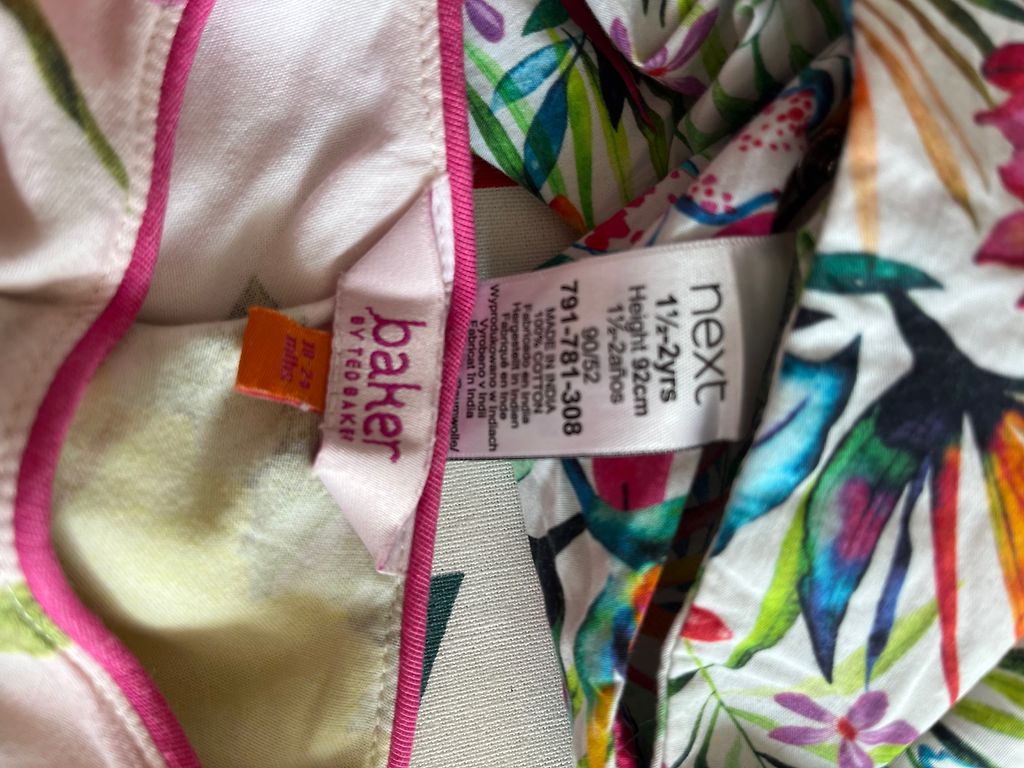 baker
BY TED BAKER
18-24
mths
next
1½-2yrs
Height 92cm
1½-2años
90/52
791-781-308
MADE IN INDIA
100% COTTON
Fabricado en India
Hergestellt in Indien
Fabriqué en Inde
Wyprodukowano w Indiach
Vyrobeno v Indii
Fabricat în India